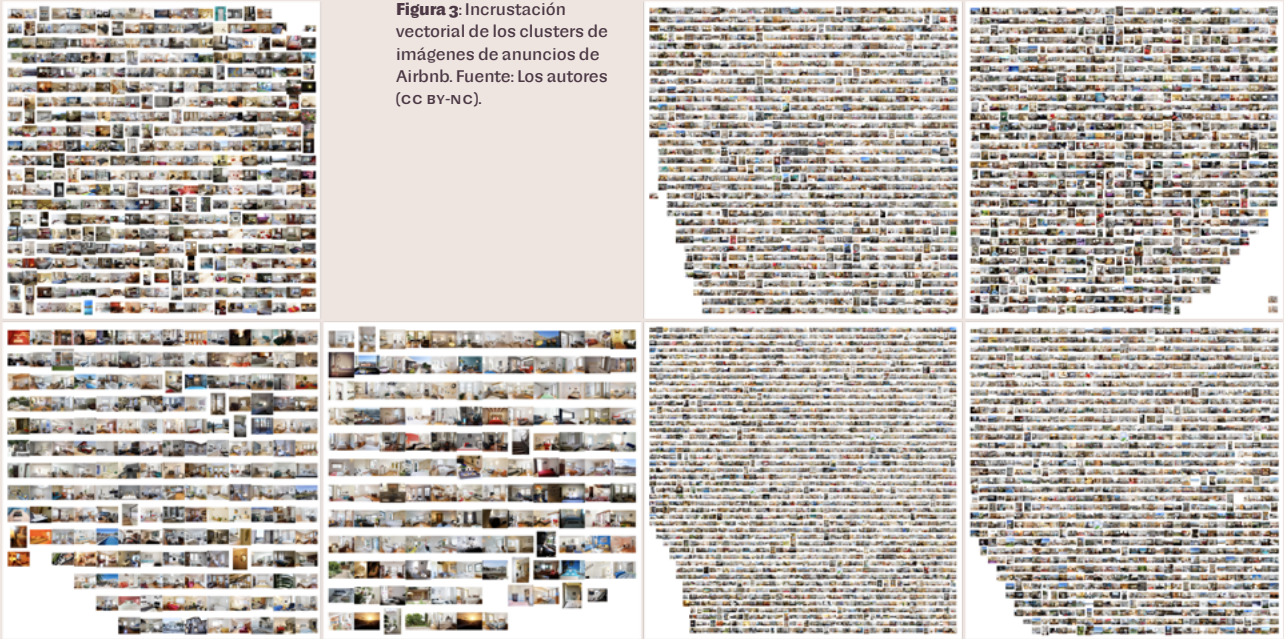 Figura 3: Incrustación
vectorial de los clusters de
imágenes de anuncios de
Airbnb. Fuente: Los autores
(CC BY-NC).